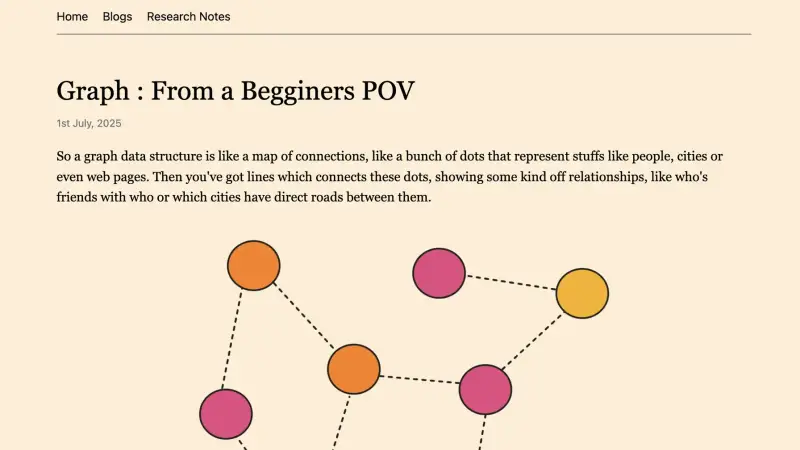 Home Blogs Research Notes
Graph : From a Begginers POV
1st July, 2025
So a graph data structure is like a map of connections, like a bunch of dots that represent stuffs like people, cities or
even web pages. Then you've got lines which connects these dots, showing some kind off relationships, like who's
friends with who or which cities have direct roads between them.